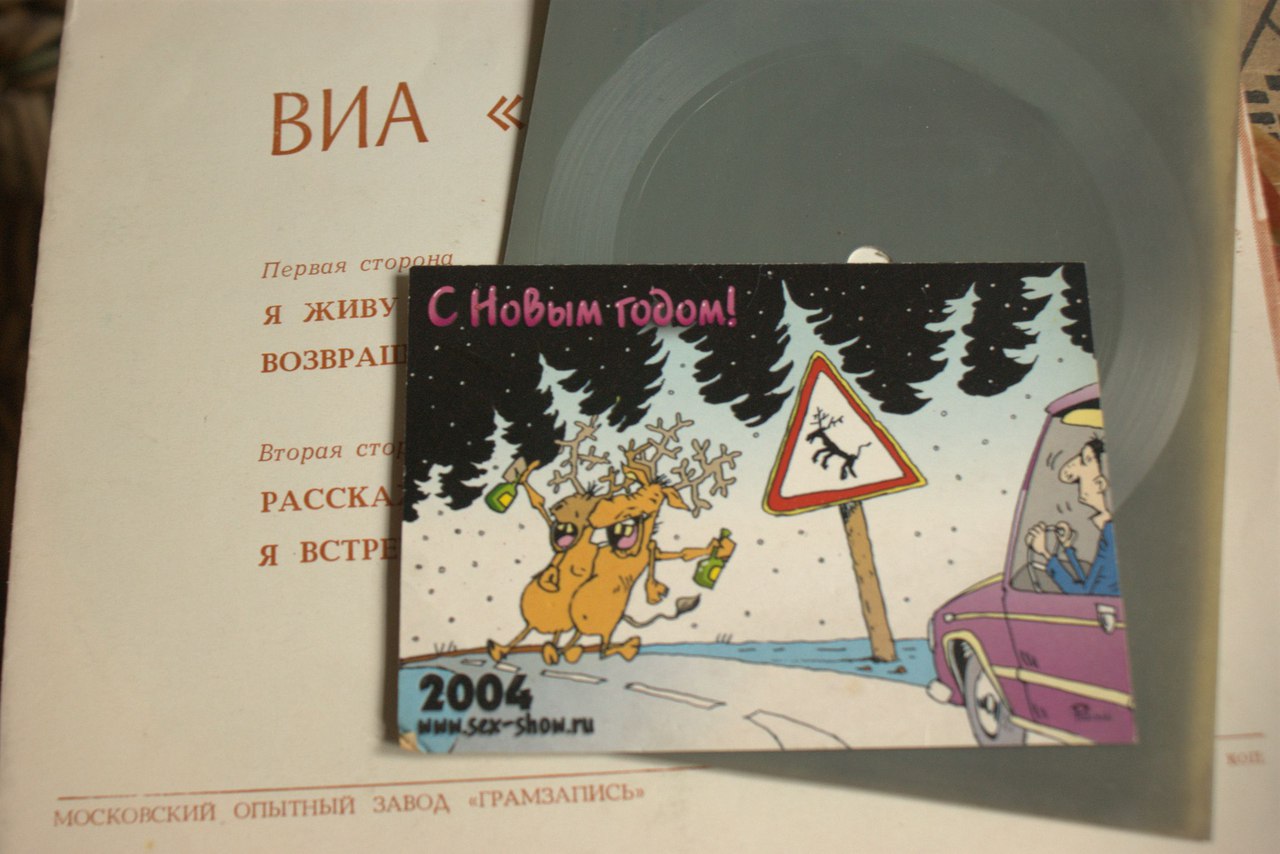 ВИА «
Первая сторона
Я ЖИВУ
ВОЗВРАЩ
Вторая стор
РАССКА
Я ВСТРЕ
С Новым годом!
2004
www.sex-show.ru
МОСКОВСКИЙ ОПЫТНЫЙ ЗАВОД «ГРАМЗАПИСЬ»